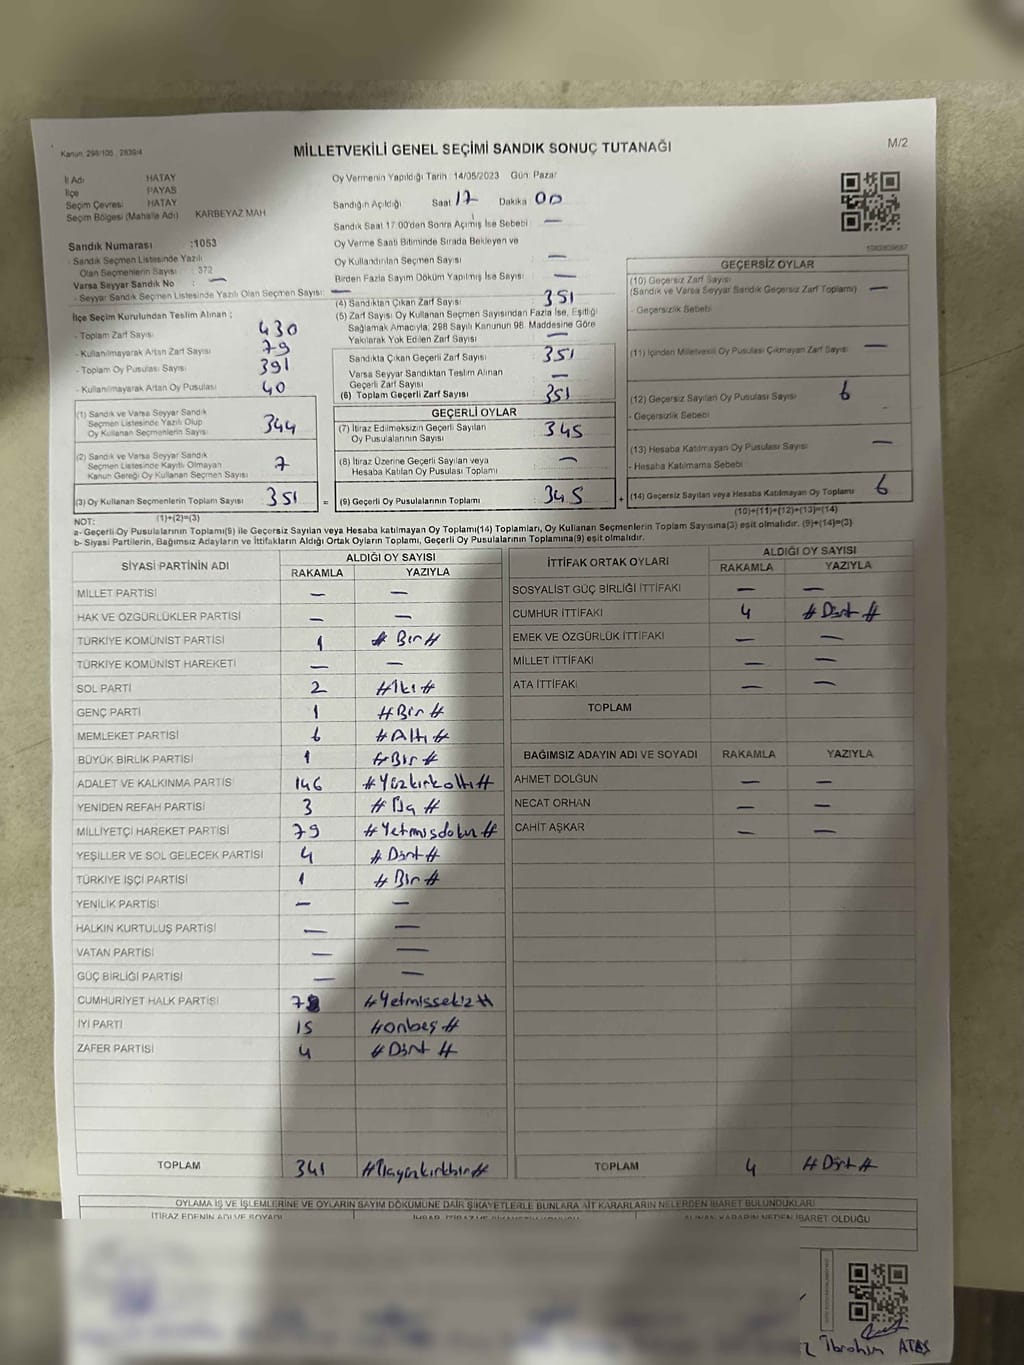 Kanun: 298/105 , 2839/4
MİLLETVEKİLİ GENEL SEÇİMİ SANDIK SONUÇ TUTANAĞI
M/2
İl Adı HATAY
İlçe PAYAS
Seçim Çevresi HATAY
Seçim Bölgesi (Mahalle Adı) KARBEYAZ MAH
Oy Vermenin Yapıldığı Tarih : 14/05/2023 Gün: Pazar
Sandığın Açıldığı Saat 17 Dakika 00
Sandık Saat 17:00'den Sonra Açılmış İse Sebebi : —
Oy Verme Saati Bitiminde Sırada Bekleyen ve
Oy Kullandırılan Seçmen Sayısı : —
Birden Fazla Sayım Döküm Yapılmış İse Sayısı : —
Sandık Numarası :1053
- Sandık Seçmen Listesinde Yazılı
Olan Seçmenlerin Sayısı : 372
Varsa Seyyar Sandık No : —
- Seyyar Sandık Seçmen Listesinde Yazılı Olan Seçmen Sayısı: —
İlçe Seçim Kurulundan Teslim Alınan ;
- Toplam Zarf Sayısı : 430
- Kullanılmayarak Artan Zarf Sayısı : 79
- Toplam Oy Pusulası Sayısı : 391
- Kullanılmayarak Artan Oy Pusulası : 40
(1) Sandık ve Varsa Seyyar Sandık
Seçmen Listesinde Yazılı Olup
Oy Kullanan Seçmenlerin Sayısı : 344
(2) Sandık ve Varsa Seyyar Sandık
Seçmen Listesinde Kayıtlı Olmayan
Kanun Gereği Oy Kullanan Seçmen Sayısı : 7
(3) Oy Kullanan Seçmenlerin Toplam Sayısı : 351
(1)+(2)=(3)
(4) Sandıktan Çıkan Zarf Sayısı : 351
(5) Zarf Sayısı Oy Kullanan Seçmen Sayısından Fazla İse, Eşitliği
Sağlamak Amacıyla; 298 Sayılı Kanunun 98. Maddesine Göre
Yakılarak Yok Edilen Zarf Sayısı : —
Sandıkta Çıkan Geçerli Zarf Sayısı : 351
Varsa Seyyar Sandıktan Teslim Alınan
Geçerli Zarf Sayısı : —
(6) Toplam Geçerli Zarf Sayısı : 351
GEÇERLİ OYLAR
(7) İtiraz Edilmeksizin Geçerli Sayılan
Oy Pusulalarının Sayısı : 345
(8) İtiraz Üzerine Geçerli Sayılan veya
Hesaba Katılan Oy Pusulası Toplamı : —
= (9) Geçerli Oy Pusulalarının Toplamı : 345
GEÇERSİZ OYLAR
(10) Geçersiz Zarf Sayısı
(Sandık ve Varsa Seyyar Sandık Geçersiz Zarf Toplamı) : —
- Geçersizlik Sebebi :
(11) İçinden Milletvekili Oy Pusulası Çıkmayan Zarf Sayısı : —
(12) Geçersiz Sayılan Oy Pusulası Sayısı : 6
- Geçersizlik Sebebi :
(13) Hesaba Katılmayan Oy Pusulası Sayısı : —
- Hesaba Katılmama Sebebi :
+ (14) Geçersiz Sayılan veya Hesaba Katılmayan Oy Toplamı : 6
(10)+(11)+(12)+(13)=(14)
NOT:
a- Geçerli Oy Pusulalarının Toplamı(9) ile Geçersiz Sayılan veya Hesaba katılmayan Oy Toplamı(14) Toplamları, Oy Kullanan Seçmenlerin Toplam Sayısına(3) eşit olmalıdır. (9)+(14)=(3)
b- Siyasi Partilerin, Bağımsız Adayların ve İttifakların Aldığı Ortak Oyların Toplamı, Geçerli Oy Pusulalarının Toplamına(9) eşit olmalıdır.
SİYASİ PARTİNİN ADI ALDIĞI OY SAYISI
RAKAMLA YAZIYLA
MİLLET PARTİSİ — —
HAK VE ÖZGÜRLÜKLER PARTİSİ — —
TÜRKİYE KOMÜNİST PARTİSİ 1 # Bir #
TÜRKİYE KOMÜNİST HAREKETİ — —
SOL PARTİ 2 #İki #
GENÇ PARTİ 1 #Bir #
MEMLEKET PARTİSİ 6 #Altı #
BÜYÜK BİRLİK PARTİSİ 1 #Bir #
ADALET VE KALKINMA PARTİSİ 146 #Yüzkırkaltı#
YENİDEN REFAH PARTİSİ 3 # Üç #
MİLLİYETÇİ HAREKET PARTİSİ 79 #Yetmişdokuz #
YEŞİLLER VE SOL GELECEK PARTİSİ 4 # Dört #
TÜRKİYE İŞÇİ PARTİSİ 1 # Bir #
YENİLİK PARTİSİ — —
HALKIN KURTULUŞ PARTİSİ — —
VATAN PARTİSİ — —
GÜÇ BİRLİĞİ PARTİSİ — —
CUMHURİYET HALK PARTİSİ 78 #Yetmissekiz #
İYİ PARTİ 15 #onbeş #
ZAFER PARTİSİ 4 # Dört #
TOPLAM 341 #Üçyüzkırkbir#
İTTİFAK ORTAK OYLARI ALDIĞI OY SAYISI
RAKAMLA YAZIYLA
SOSYALİST GÜÇ BİRLİĞİ İTTİFAKI — —
CUMHUR İTTİFAKI 4 # Dört #
EMEK VE ÖZGÜRLÜK İTTİFAKI — —
MİLLET İTTİFAKI — —
ATA İTTİFAKI — —
TOPLAM
BAĞIMSIZ ADAYIN ADI VE SOYADI RAKAMLA YAZIYLA
AHMET DOLĞUN — —
NECAT ORHAN — —
CAHİT AŞKAR — —
TOPLAM 4 # Dört #
OYLAMA İŞ VE İŞLEMLERİNE VE OYLARIN SAYIM DÖKÜMÜNE DAİR ŞİKAYETLERLE BUNLARA AİT KARARLARIN NELERDEN İBARET BULUNDUKLARI
İTİRAZ EDENİN ADI VE SOYADI
İBARET OLDUĞU
İbrahim ATEŞ